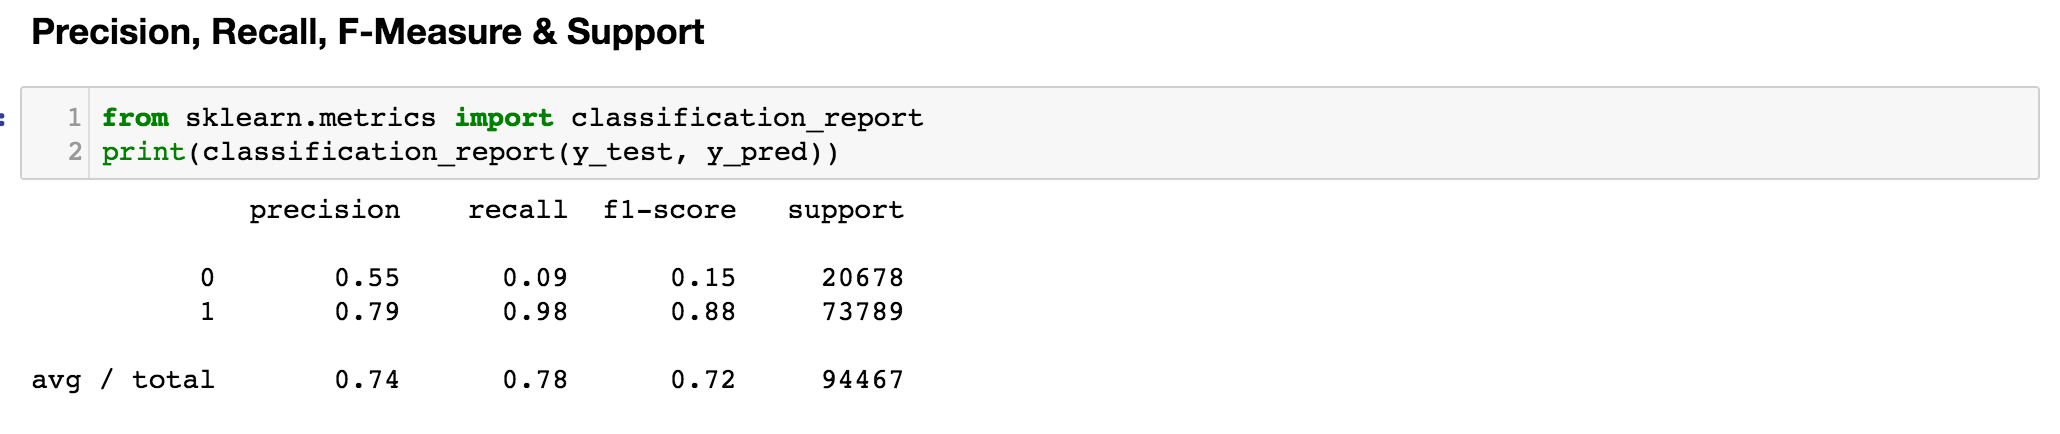 Precision, Recall, F-Measure & Support
:
1 from sklearn.metrics import classification_report
2 print(classification_report(y_test, y_pred))
precision recall f1-score support
0 0.55 0.09 0.15 20678
1 0.79 0.98 0.88 73789
avg / total 0.74 0.78 0.72 94467